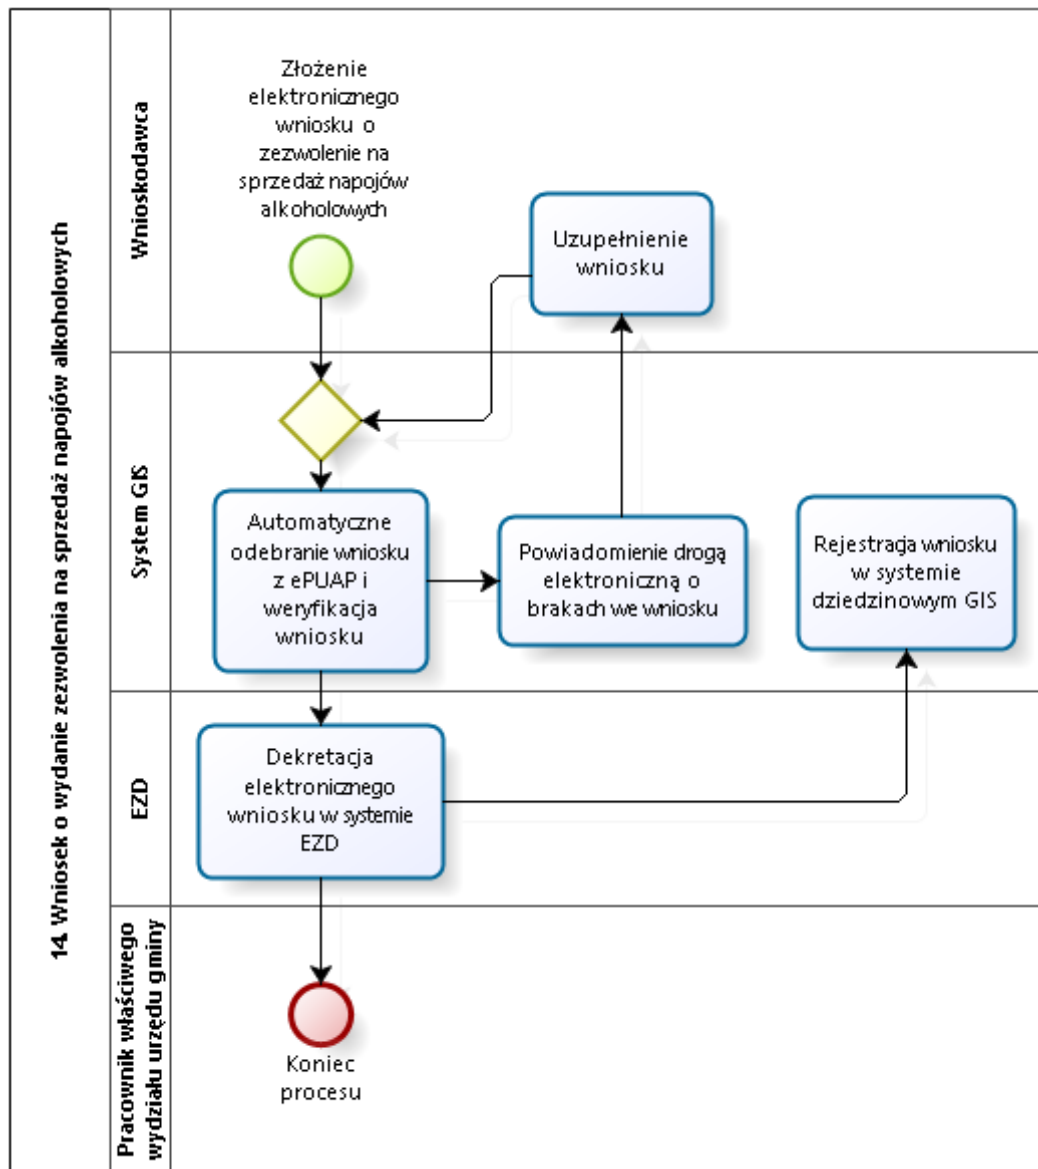 14. Wniosek o wydanie zezwolenia na sprzedaż napojów alkoholowych
Wnioskodawca
Złożenie
elektronicznego
wniosku o
zezwolenie na
sprzedaż napojów
alkoholowych
Uzupełnienie
wniosku
System GIS
Automatyczne
odebranie wniosku
z ePUAP i
weryfikacja
wniosku
Powiadomienie drogą
elektroniczną o
brakach we wniosku
Rejestracja wniosku
w systemie
dziedzinowym GIS
EZD
Dekretacja
elektronicznego
wniosku w systemie
EZD
Pracownik właściwego
wydziału urzędu gminy
Koniec
procesu